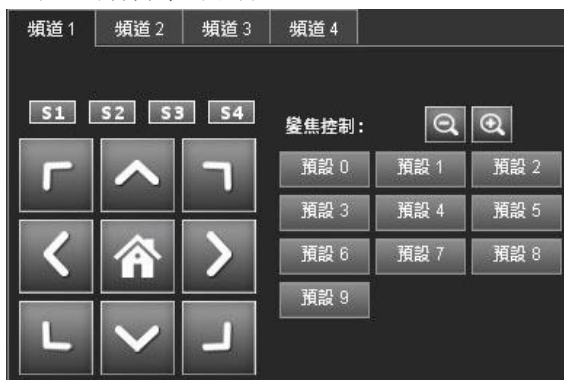 頻道 1 頻道 2 頻道 3 頻道 4
S1 S2 S3 S4
變焦控制:
預設 0 預設 1 預設 2
預設 3 預設 4 預設 5
預設 6 預設 7 預設 8
預設 9